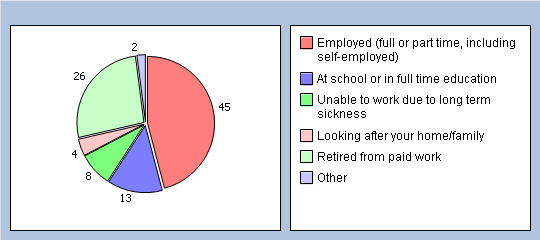 2
26
45
4
8
13
Employed (full or part time, including
self-employed)
At school or in full time education
Unable to work due to long term
sickness
Looking after your home/family
Retired from paid work
Other